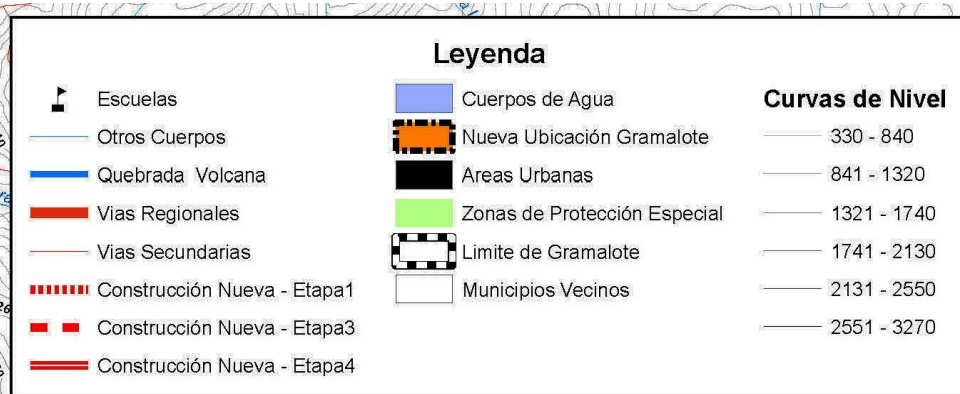 Leyenda
Escuelas
Otros Cuerpos
Quebrada Volcana
Vias Regionales
Vias Secundarias
Construcción Nueva - Etapa1
Construcción Nueva - Etapa3
Construcción Nueva - Etapa4
Cuerpos de Agua
Nueva Ubicación Gramalote
Areas Urbanas
Zonas de Protección Especial
Limite de Gramalote
Municipios Vecinos
Curvas de Nivel
330 - 840
841 - 1320
1321 - 1740
1741 - 2130
2131 - 2550
2551 - 3270